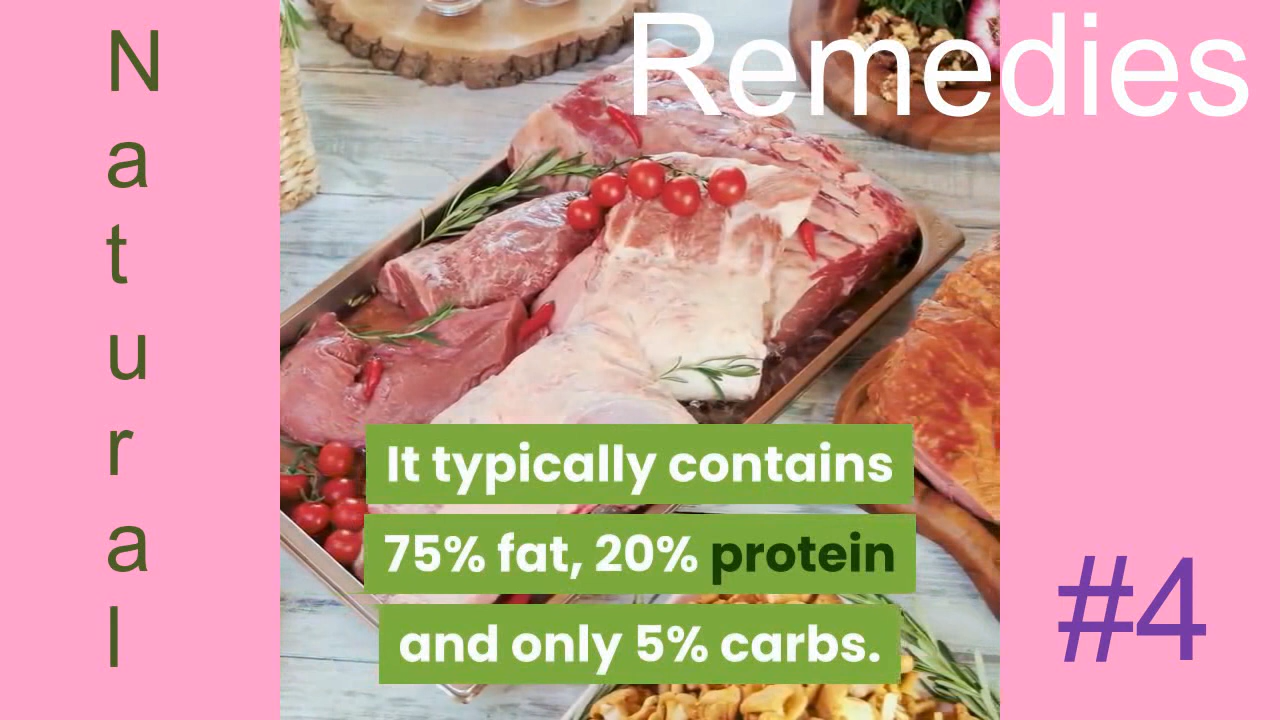 Natural
Remedies
It typically contains
75% fat, 20% protein
and only 5% carbs.
#4